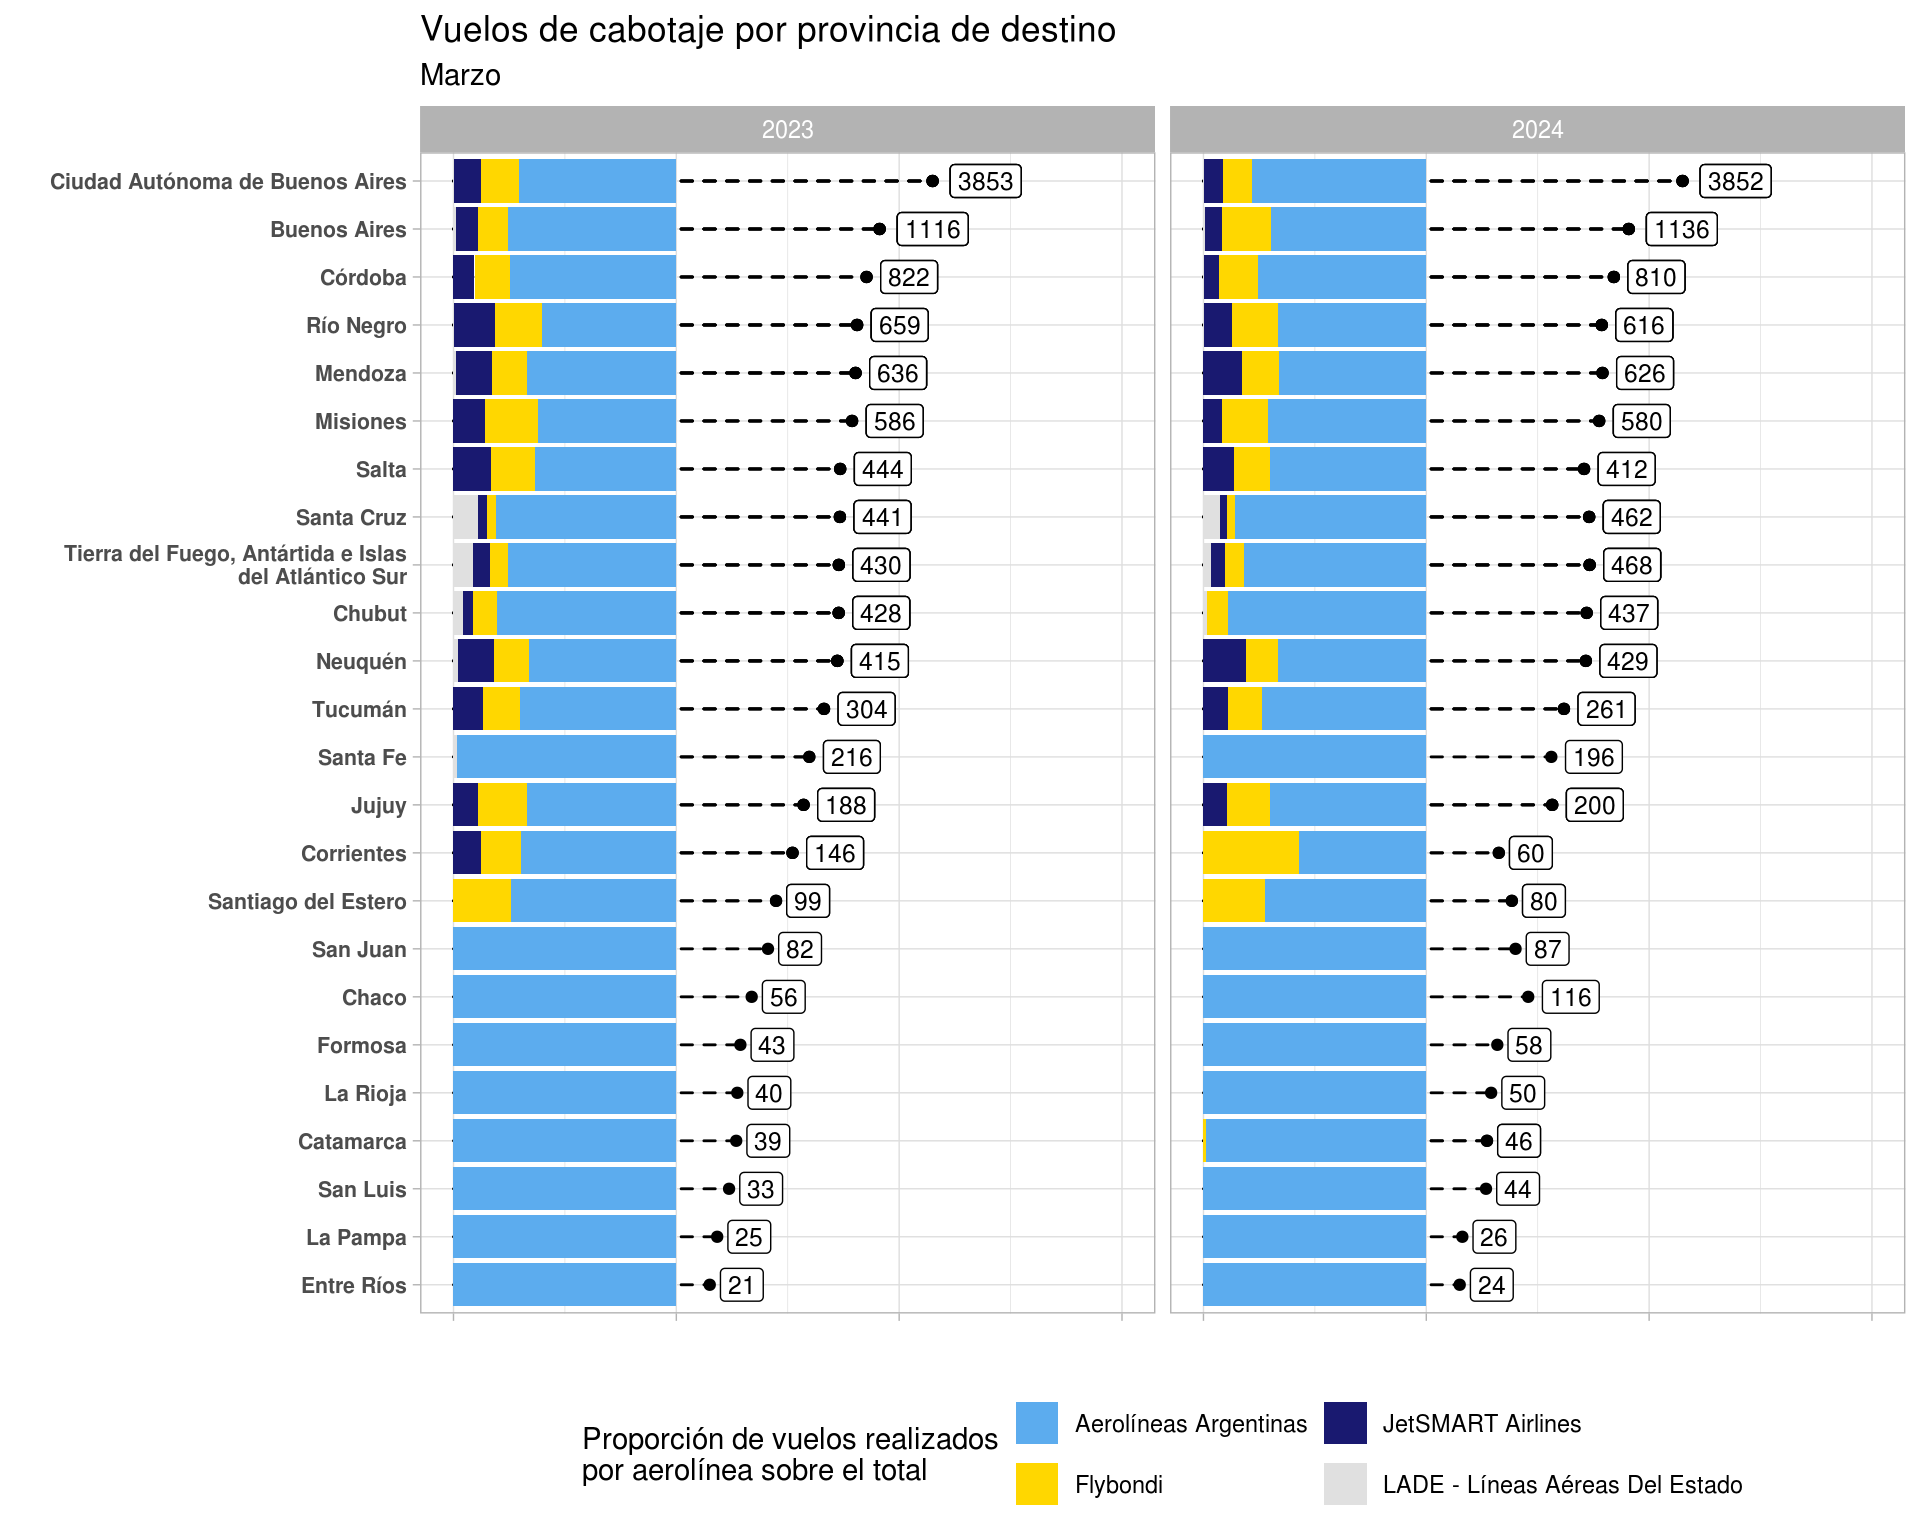 Vuelos de cabotaje por provincia de destino
Marzo
2023 2024
Ciudad Autónoma de Buenos Aires 3853 3852
Buenos Aires 1116 1136
Córdoba 822 810
Río Negro 659 616
Mendoza 636 626
Misiones 586 580
Salta 444 412
Santa Cruz 441 462
Tierra del Fuego, Antártida e Islas
del Atlántico Sur 430 468
Chubut 428 437
Neuquén 415 429
Tucumán 304 261
Santa Fe 216 196
Jujuy 188 200
Corrientes 146 60
Santiago del Estero 99 80
San Juan 82 87
Chaco 56 116
Formosa 43 58
La Rioja 40 50
Catamarca 39 46
San Luis 33 44
La Pampa 25 26
Entre Ríos 21 24
Proporción de vuelos realizados
por aerolínea sobre el total
Aerolíneas Argentinas JetSMART Airlines
Flybondi LADE - Líneas Aéreas Del Estado